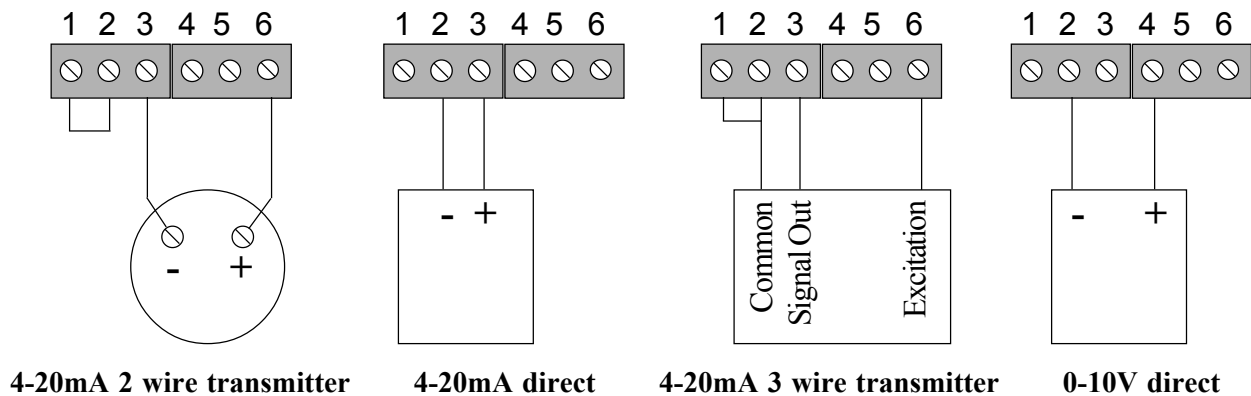 1 2 3 4 5 6
1 2 3 4 5 6
1 2 3 4 5 6
1 2 3 4 5 6
- +
- +
Common
Signal Out
Excitation
- +
4-20mA 2 wire transmitter
4-20mA direct
4-20mA 3 wire transmitter
0-10V direct